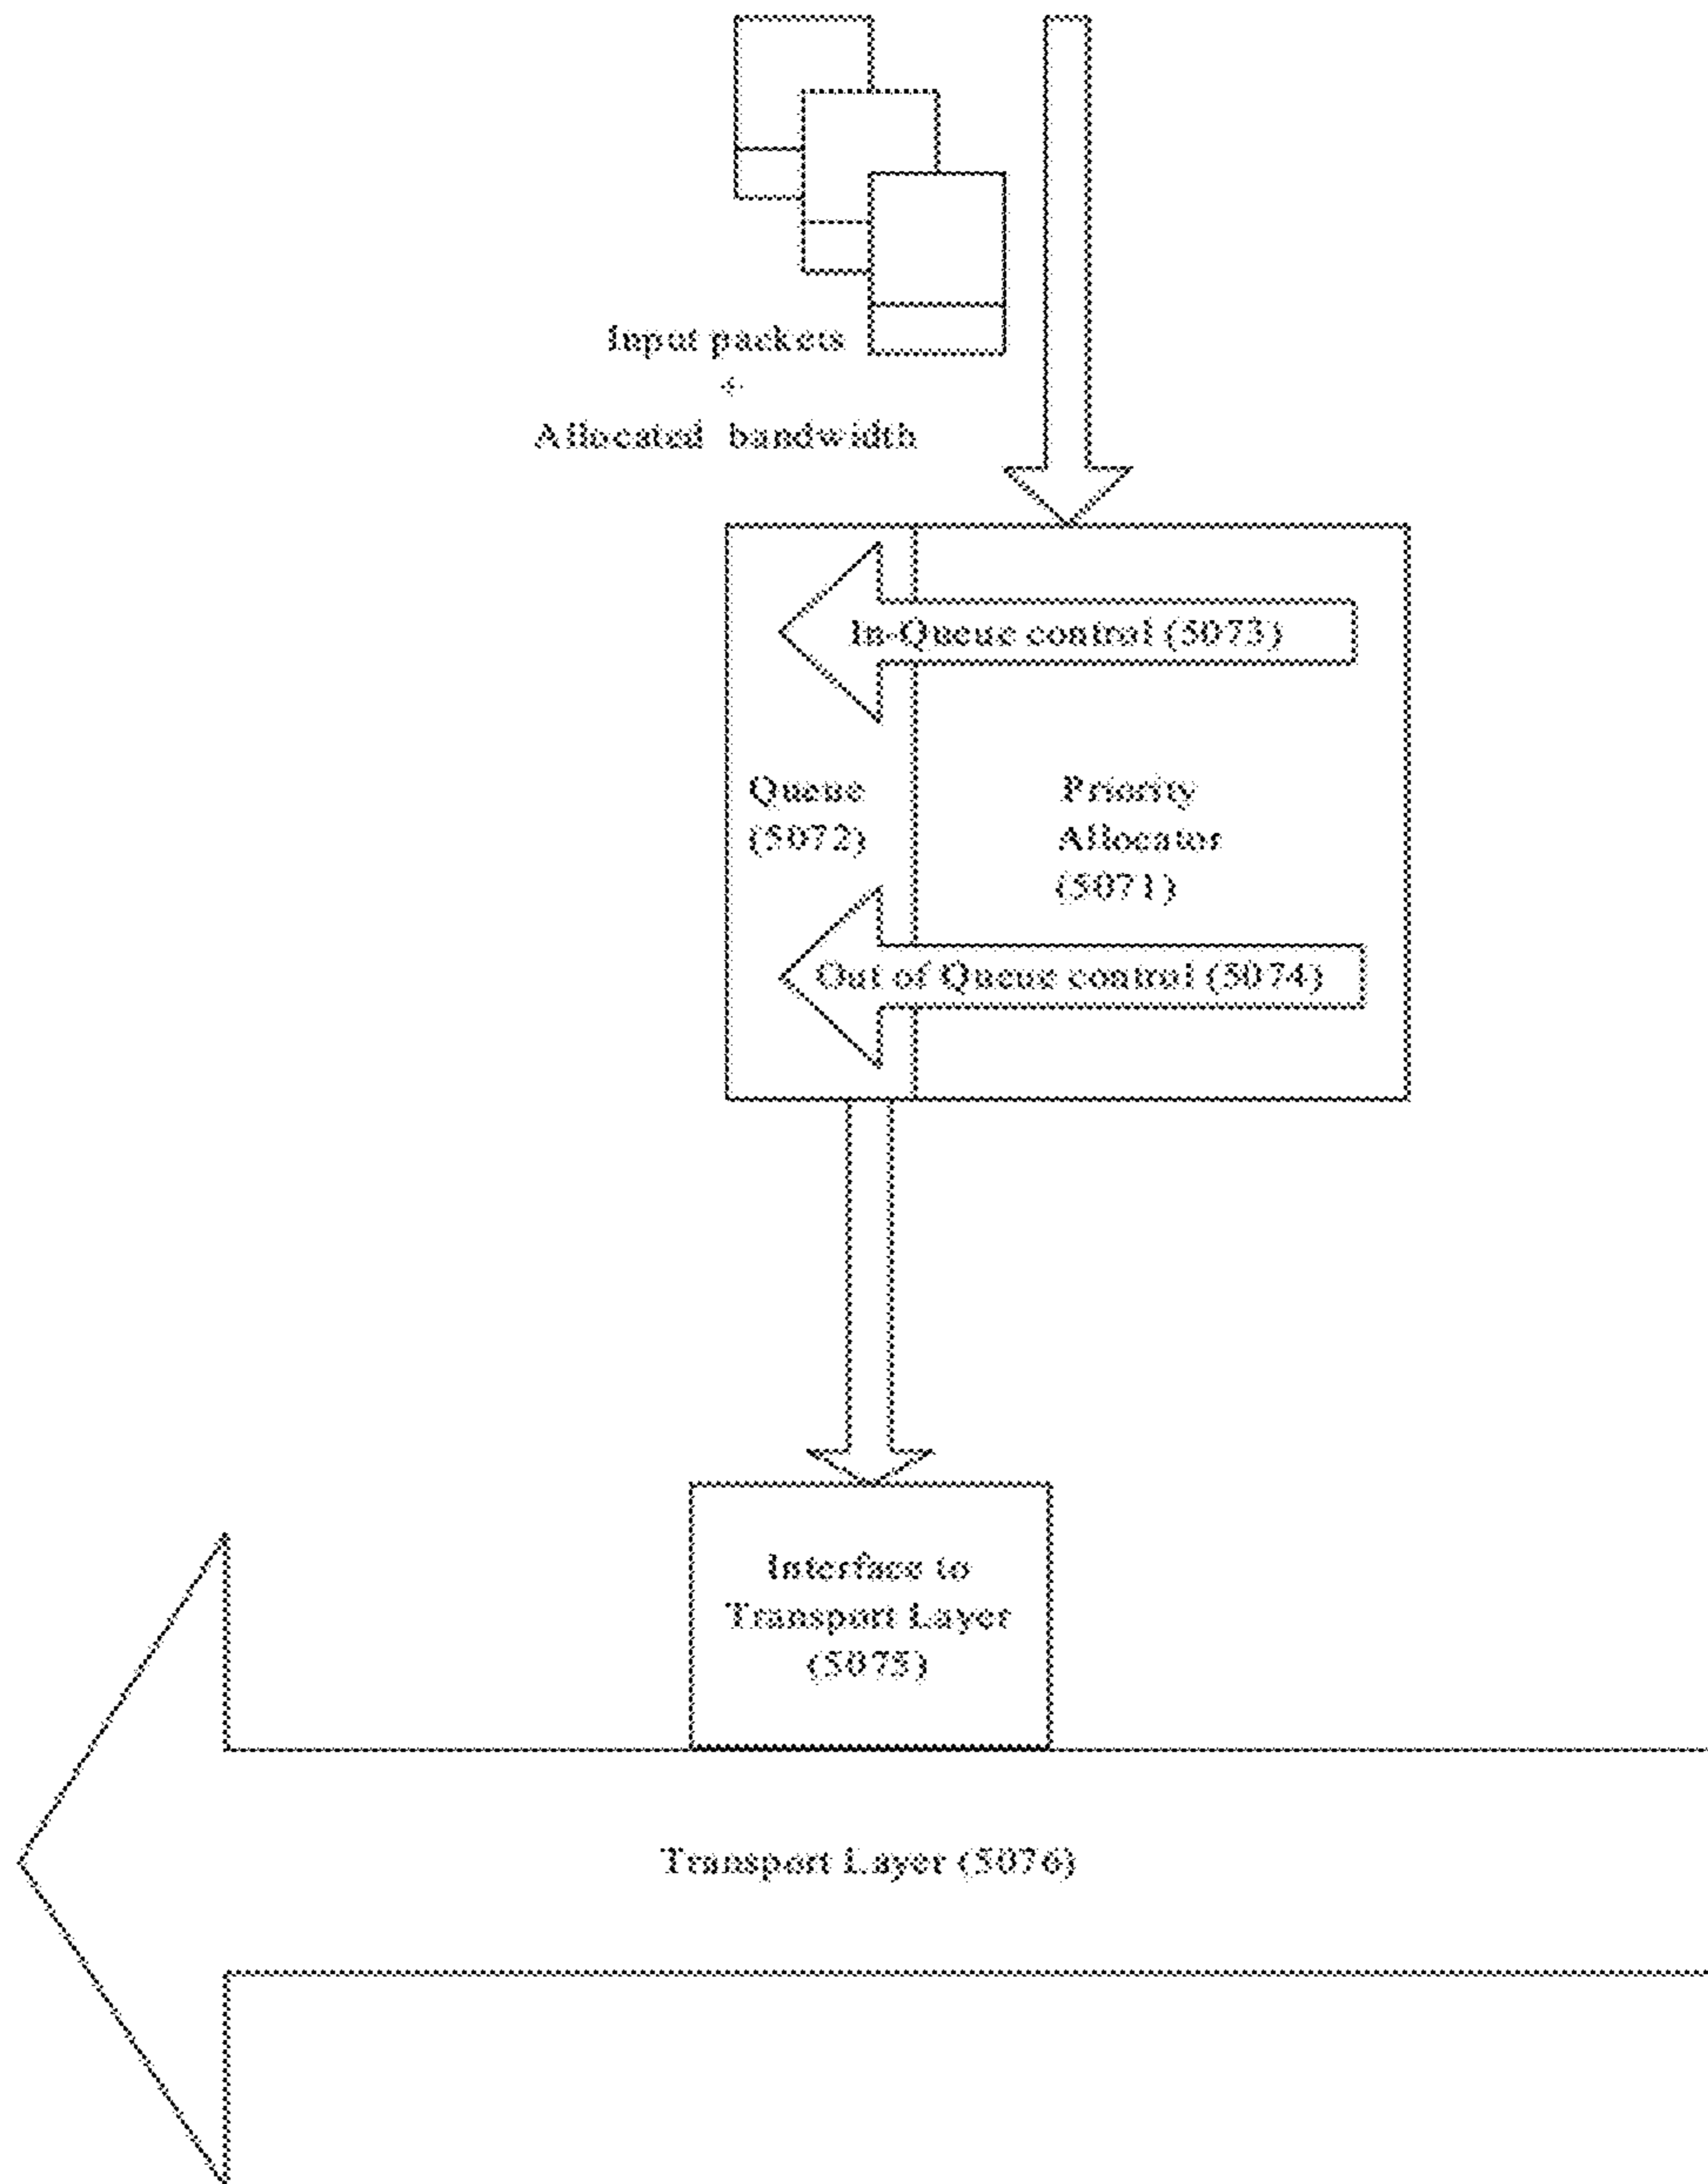 Input packets
+
Allocated bandwidth
In-Queue control (5073)
Queue
(5072)
Priority
Allocator
(5071)
Out of Queue control (5074)
Interface to
Transport Layer
(5075)
Transport Layer (5076)